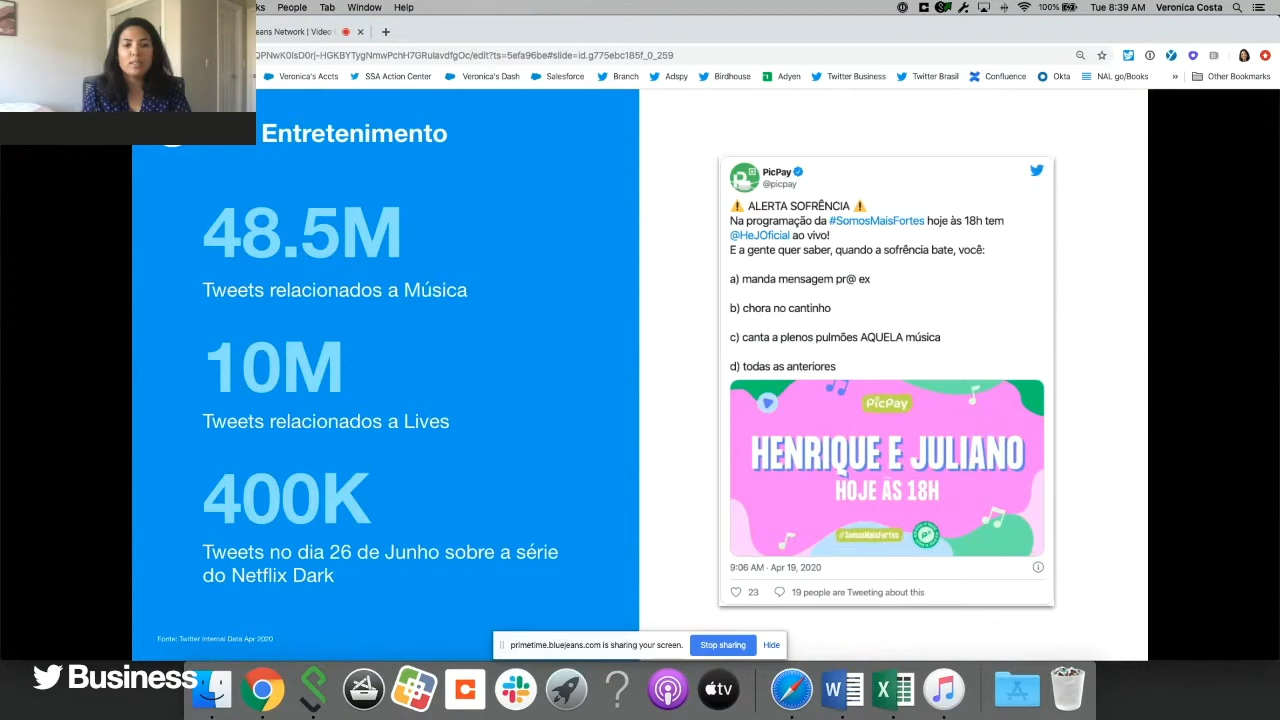 ks People Tab Window Help
100% Tue 8:39 AM Veronica Costa
eans Network | Video
QPNwK0lsD0rj-HGKBYTygNmwPchH7GRulavdfgOc/edit?ts=5efa96be#slide=id.g775ebc185f_0_259
Veronica's Accts SSA Action Center Veronica's Dash Salesforce Branch Adspy Birdhouse Adyen Twitter Business Twitter Brasil Confluence Okta NAL go/Books » Other Bookmarks
Entretenimento
48.5M
Tweets relacionados a Música
10M
Tweets relacionados a Lives
400K
Tweets no dia 26 de Junho sobre a série
do Netflix Dark
Fonte: Twitter Internal Data Apr 2020
PicPay
@picpay
⚠️ ALERTA SOFRÊNCIA ⚠️
Na programação da #SomosMaisFortes hoje às 18h tem
@HeJOficial ao vivo!
E a gente quer saber, quando a sofrência bate, você:
a) manda mensagem pr@ ex
b) chora no cantinho
c) canta a plenos pulmões AQUELA música
d) todas as anteriores
PicPay
HENRIQUE E JULIANO
HOJE ÀS 18H
#SomosMaisFortes
9:06 AM · Apr 19, 2020
23 19 people are Tweeting about this
primetime.bluejeans.com is sharing your screen. Stop sharing Hide
Business
tv